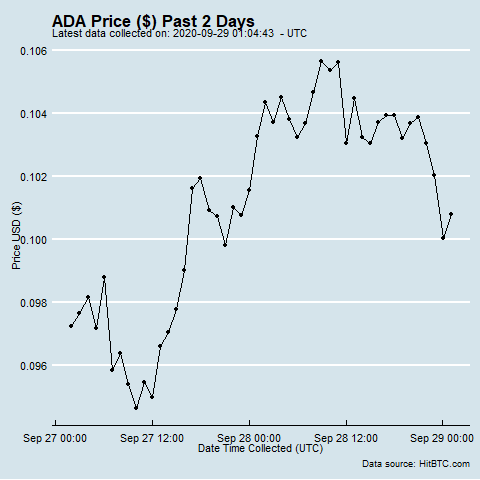 ADA Price ($) Past 2 Days
Latest data collected on: 2020-09-29 01:04:43 - UTC
0.106
0.104
0.102
0.100
0.098
0.096
Price USD ($)
Sep 27 00:00 Sep 27 12:00 Sep 28 00:00 Sep 28 12:00 Sep 29 00:00
Date Time Collected (UTC)
Data source: HitBTC.com